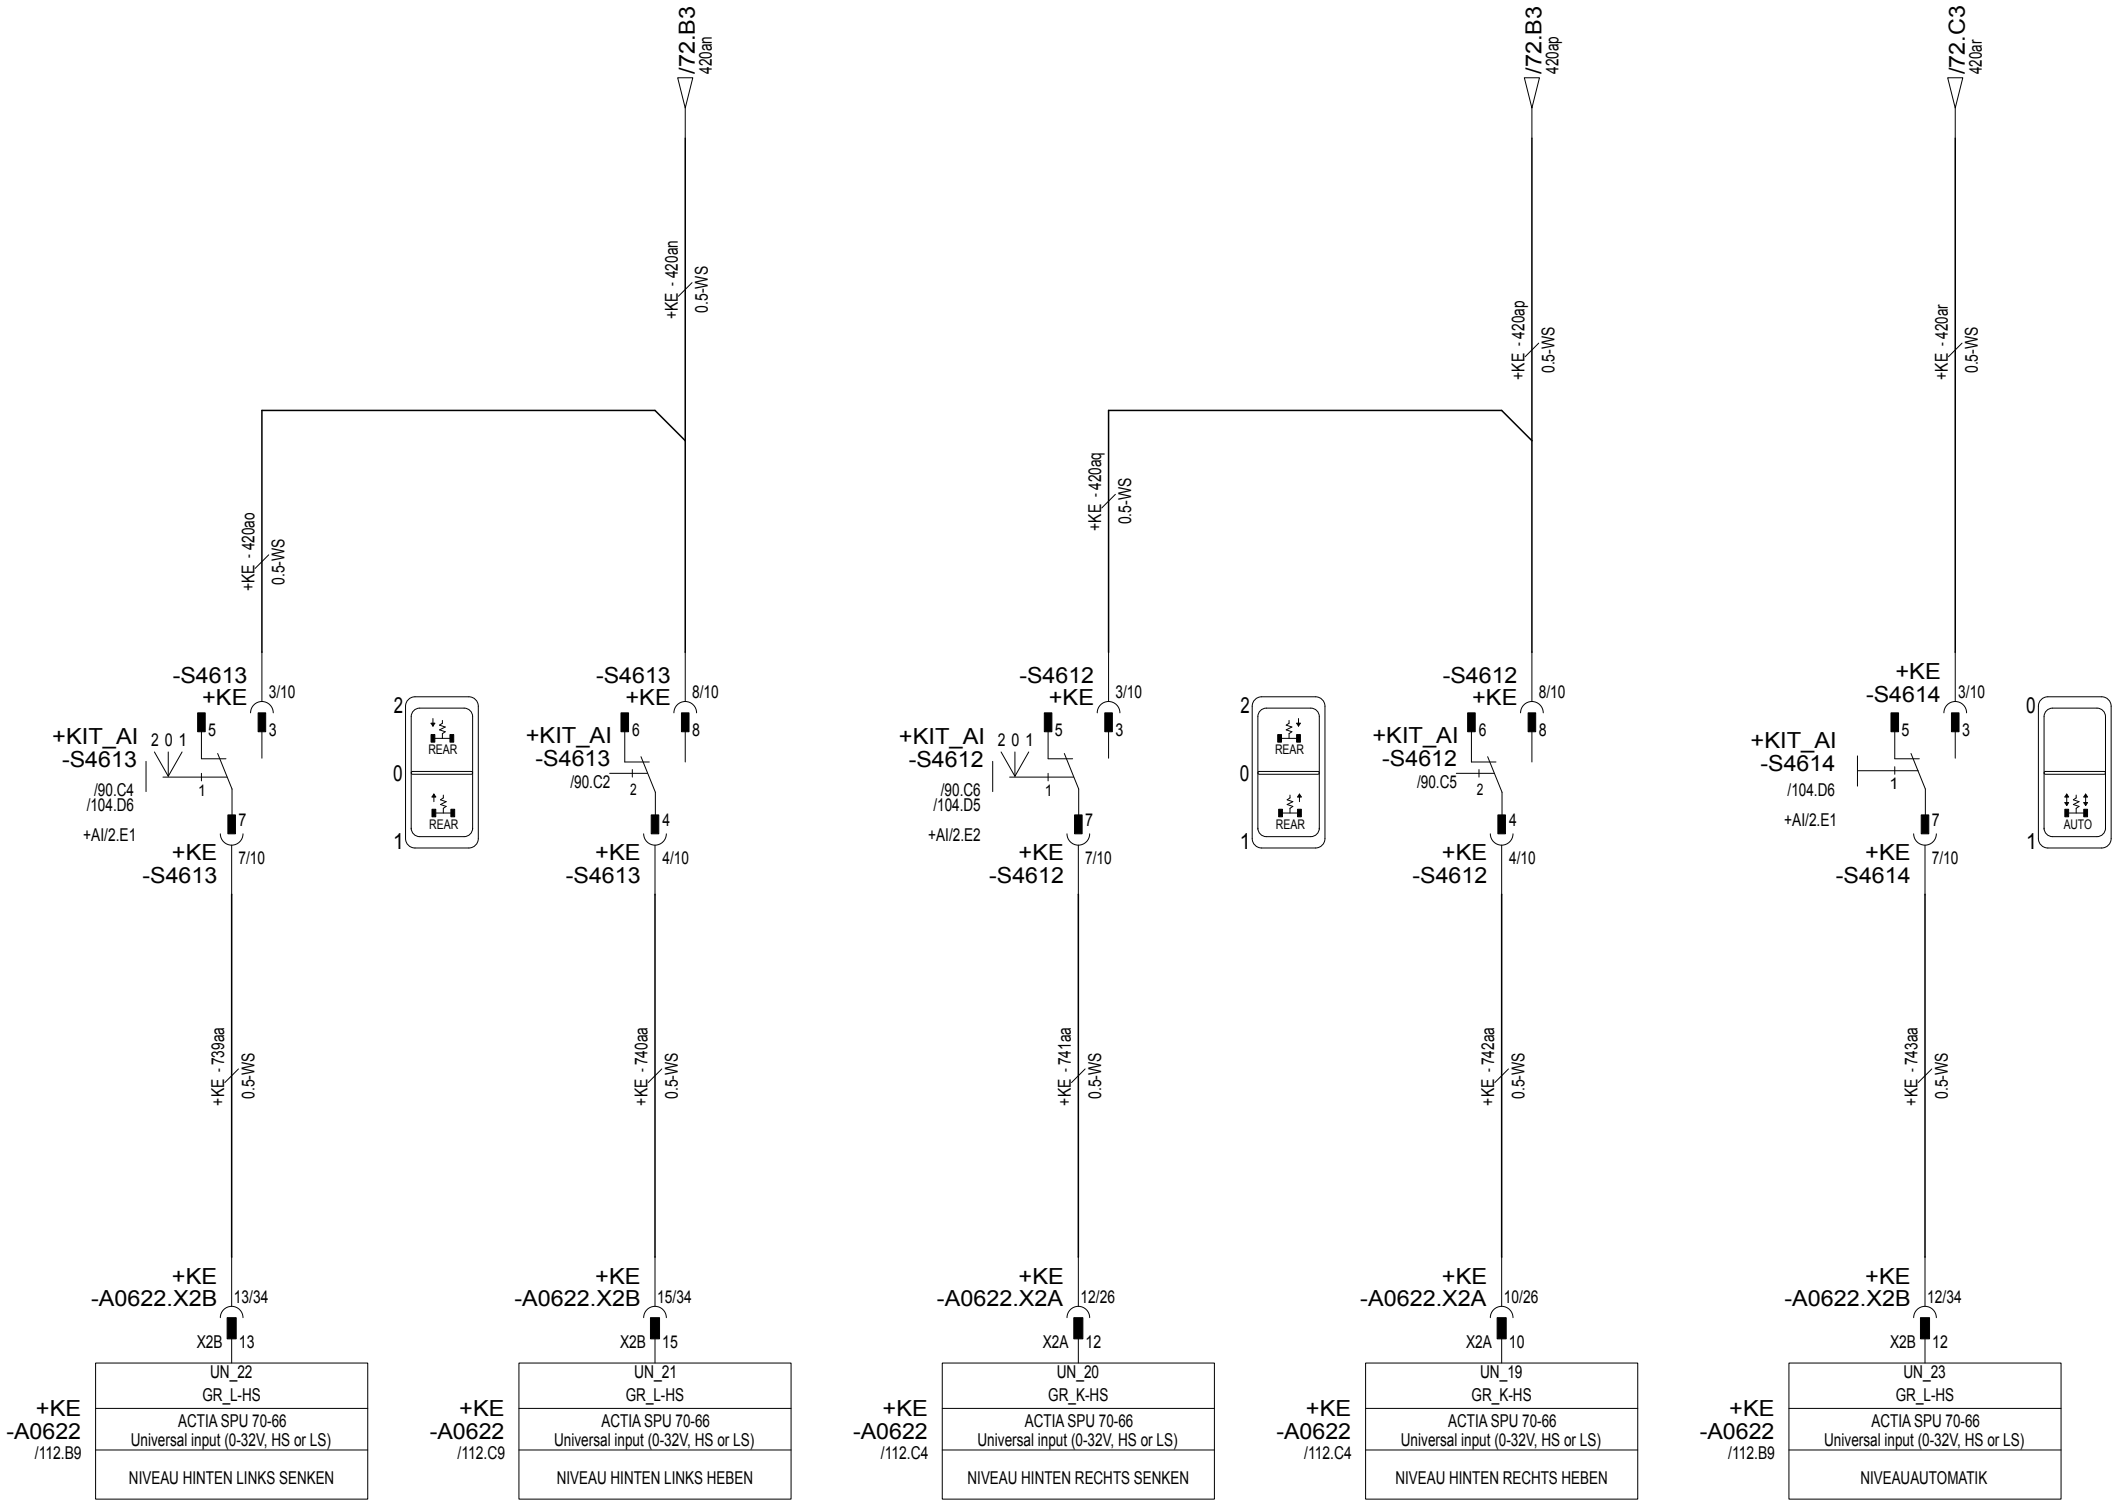 /72.B3
420an
/72.B3
420ap
/72.C3
420ar
+KE - 420an
0.5-WS
+KE - 420ap
0.5-WS
+KE - 420ar
0.5-WS
+KE - 420ao
0.5-WS
+KE - 420aq
0.5-WS
-S4613
+KE 3/10
5 3
+KIT_AI
-S4613
2 0 1
/90.C4
/104.D6
1
+AI/2.E1
7
+KE
-S4613
7/10
2
REAR
0
REAR
1
-S4613
+KE 8/10
6 8
+KIT_AI
-S4613
/90.C2
2
4
+KE
-S4613
4/10
-S4612
+KE 3/10
5 3
+KIT_AI
-S4612
2 0 1
/90.C6
/104.D5
1
+AI/2.E2
7
+KE
-S4612
7/10
2
REAR
0
REAR
1
-S4612
+KE 8/10
6 8
+KIT_AI
-S4612
/90.C5
2
4
+KE
-S4612
4/10
+KE
-S4614 3/10
5 3
+KIT_AI
-S4614
/104.D6
1
+AI/2.E1
7
+KE
-S4614
7/10
0
AUTO
1
+KE - 739aa
0.5-WS
+KE - 740aa
0.5-WS
+KE - 741aa
0.5-WS
+KE - 742aa
0.5-WS
+KE - 743aa
0.5-WS
+KE
-A0622.X2B 13/34
X2B 13
UN_22
GR_L-HS
+KE
-A0622
/112.B9
ACTIA SPU 70-66
Universal input (0-32V, HS or LS)
NIVEAU HINTEN LINKS SENKEN
+KE
-A0622.X2B 15/34
X2B 15
UN_21
GR_L-HS
+KE
-A0622
/112.C9
ACTIA SPU 70-66
Universal input (0-32V, HS or LS)
NIVEAU HINTEN LINKS HEBEN
+KE
-A0622.X2A 12/26
X2A 12
UN_20
GR_K-HS
+KE
-A0622
/112.C4
ACTIA SPU 70-66
Universal input (0-32V, HS or LS)
NIVEAU HINTEN RECHTS SENKEN
+KE
-A0622.X2A 10/26
X2A 10
UN_19
GR_K-HS
+KE
-A0622
/112.C4
ACTIA SPU 70-66
Universal input (0-32V, HS or LS)
NIVEAU HINTEN RECHTS HEBEN
+KE
-A0622.X2B 12/34
X2B 12
UN_23
GR_L-HS
+KE
-A0622
/112.B9
ACTIA SPU 70-66
Universal input (0-32V, HS or LS)
NIVEAUAUTOMATIK